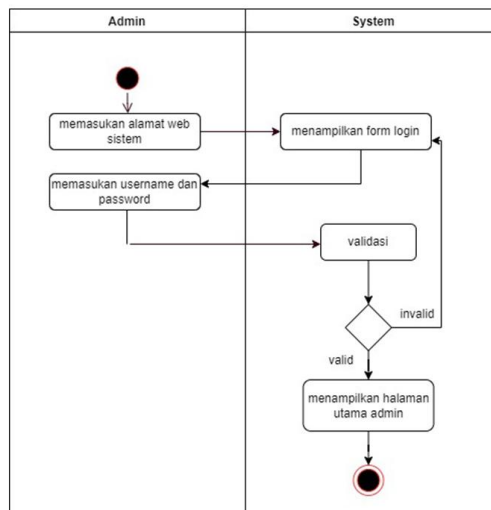 Admin
System
memasukan alamat web
sistem
menampilkan form login
memasukan username dan
password
validasi
invalid
valid
menampilkan halaman
utama admin